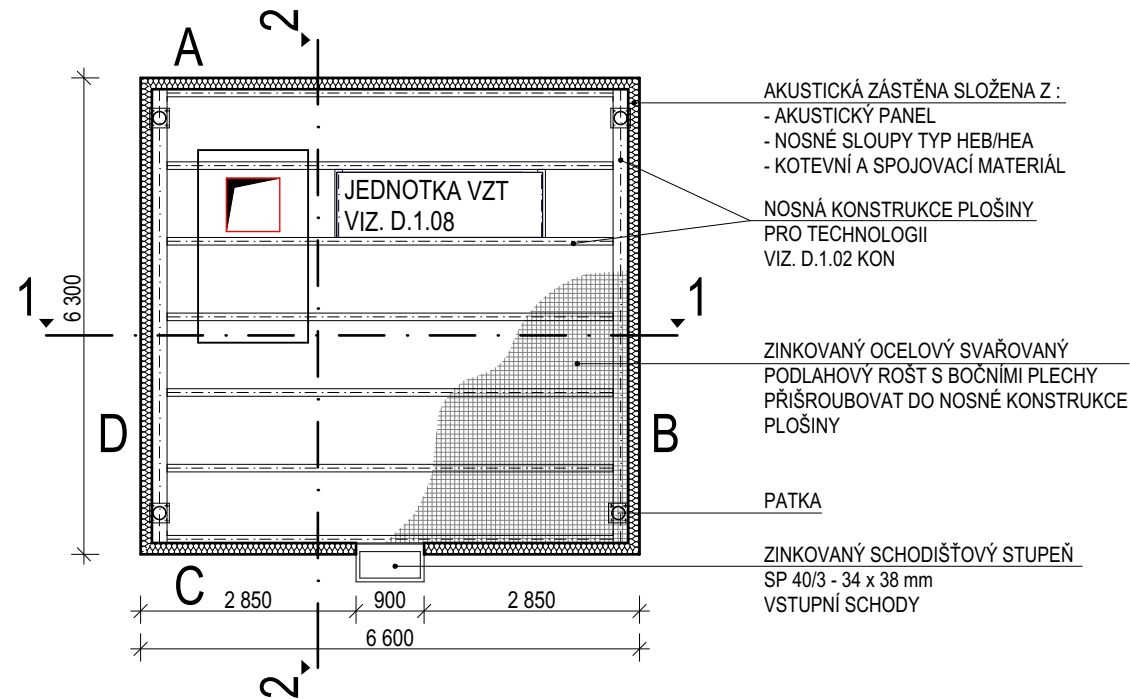 2
A
AKUSTICKÁ ZÁSTĚNA SLOŽENA Z :
- AKUSTICKÝ PANEL
- NOSNÉ SLOUPY TYP HEB/HEA
- KOTEVNÍ A SPOJOVACÍ MATERIÁL
JEDNOTKA VZT
VIZ. D.1.08
NOSNÁ KONSTRUKCE PLOŠINY
PRO TECHNOLOGII
VIZ. D.1.02 KON
1
6 300
1
ZINKOVANÝ OCELOVÝ SVAŘOVANÝ
PODLAHOVÝ ROŠT S BOČNÍMI PLECHY
PŘIŠROUBOVAT DO NOSNÉ KONSTRUKCE
PLOŠINY
D
B
PATKA
ZINKOVANÝ SCHODIŠŤOVÝ STUPEŇ
SP 40/3 - 34 x 38 mm
VSTUPNÍ SCHODY
C
2 850
900
2 850
6 600
2